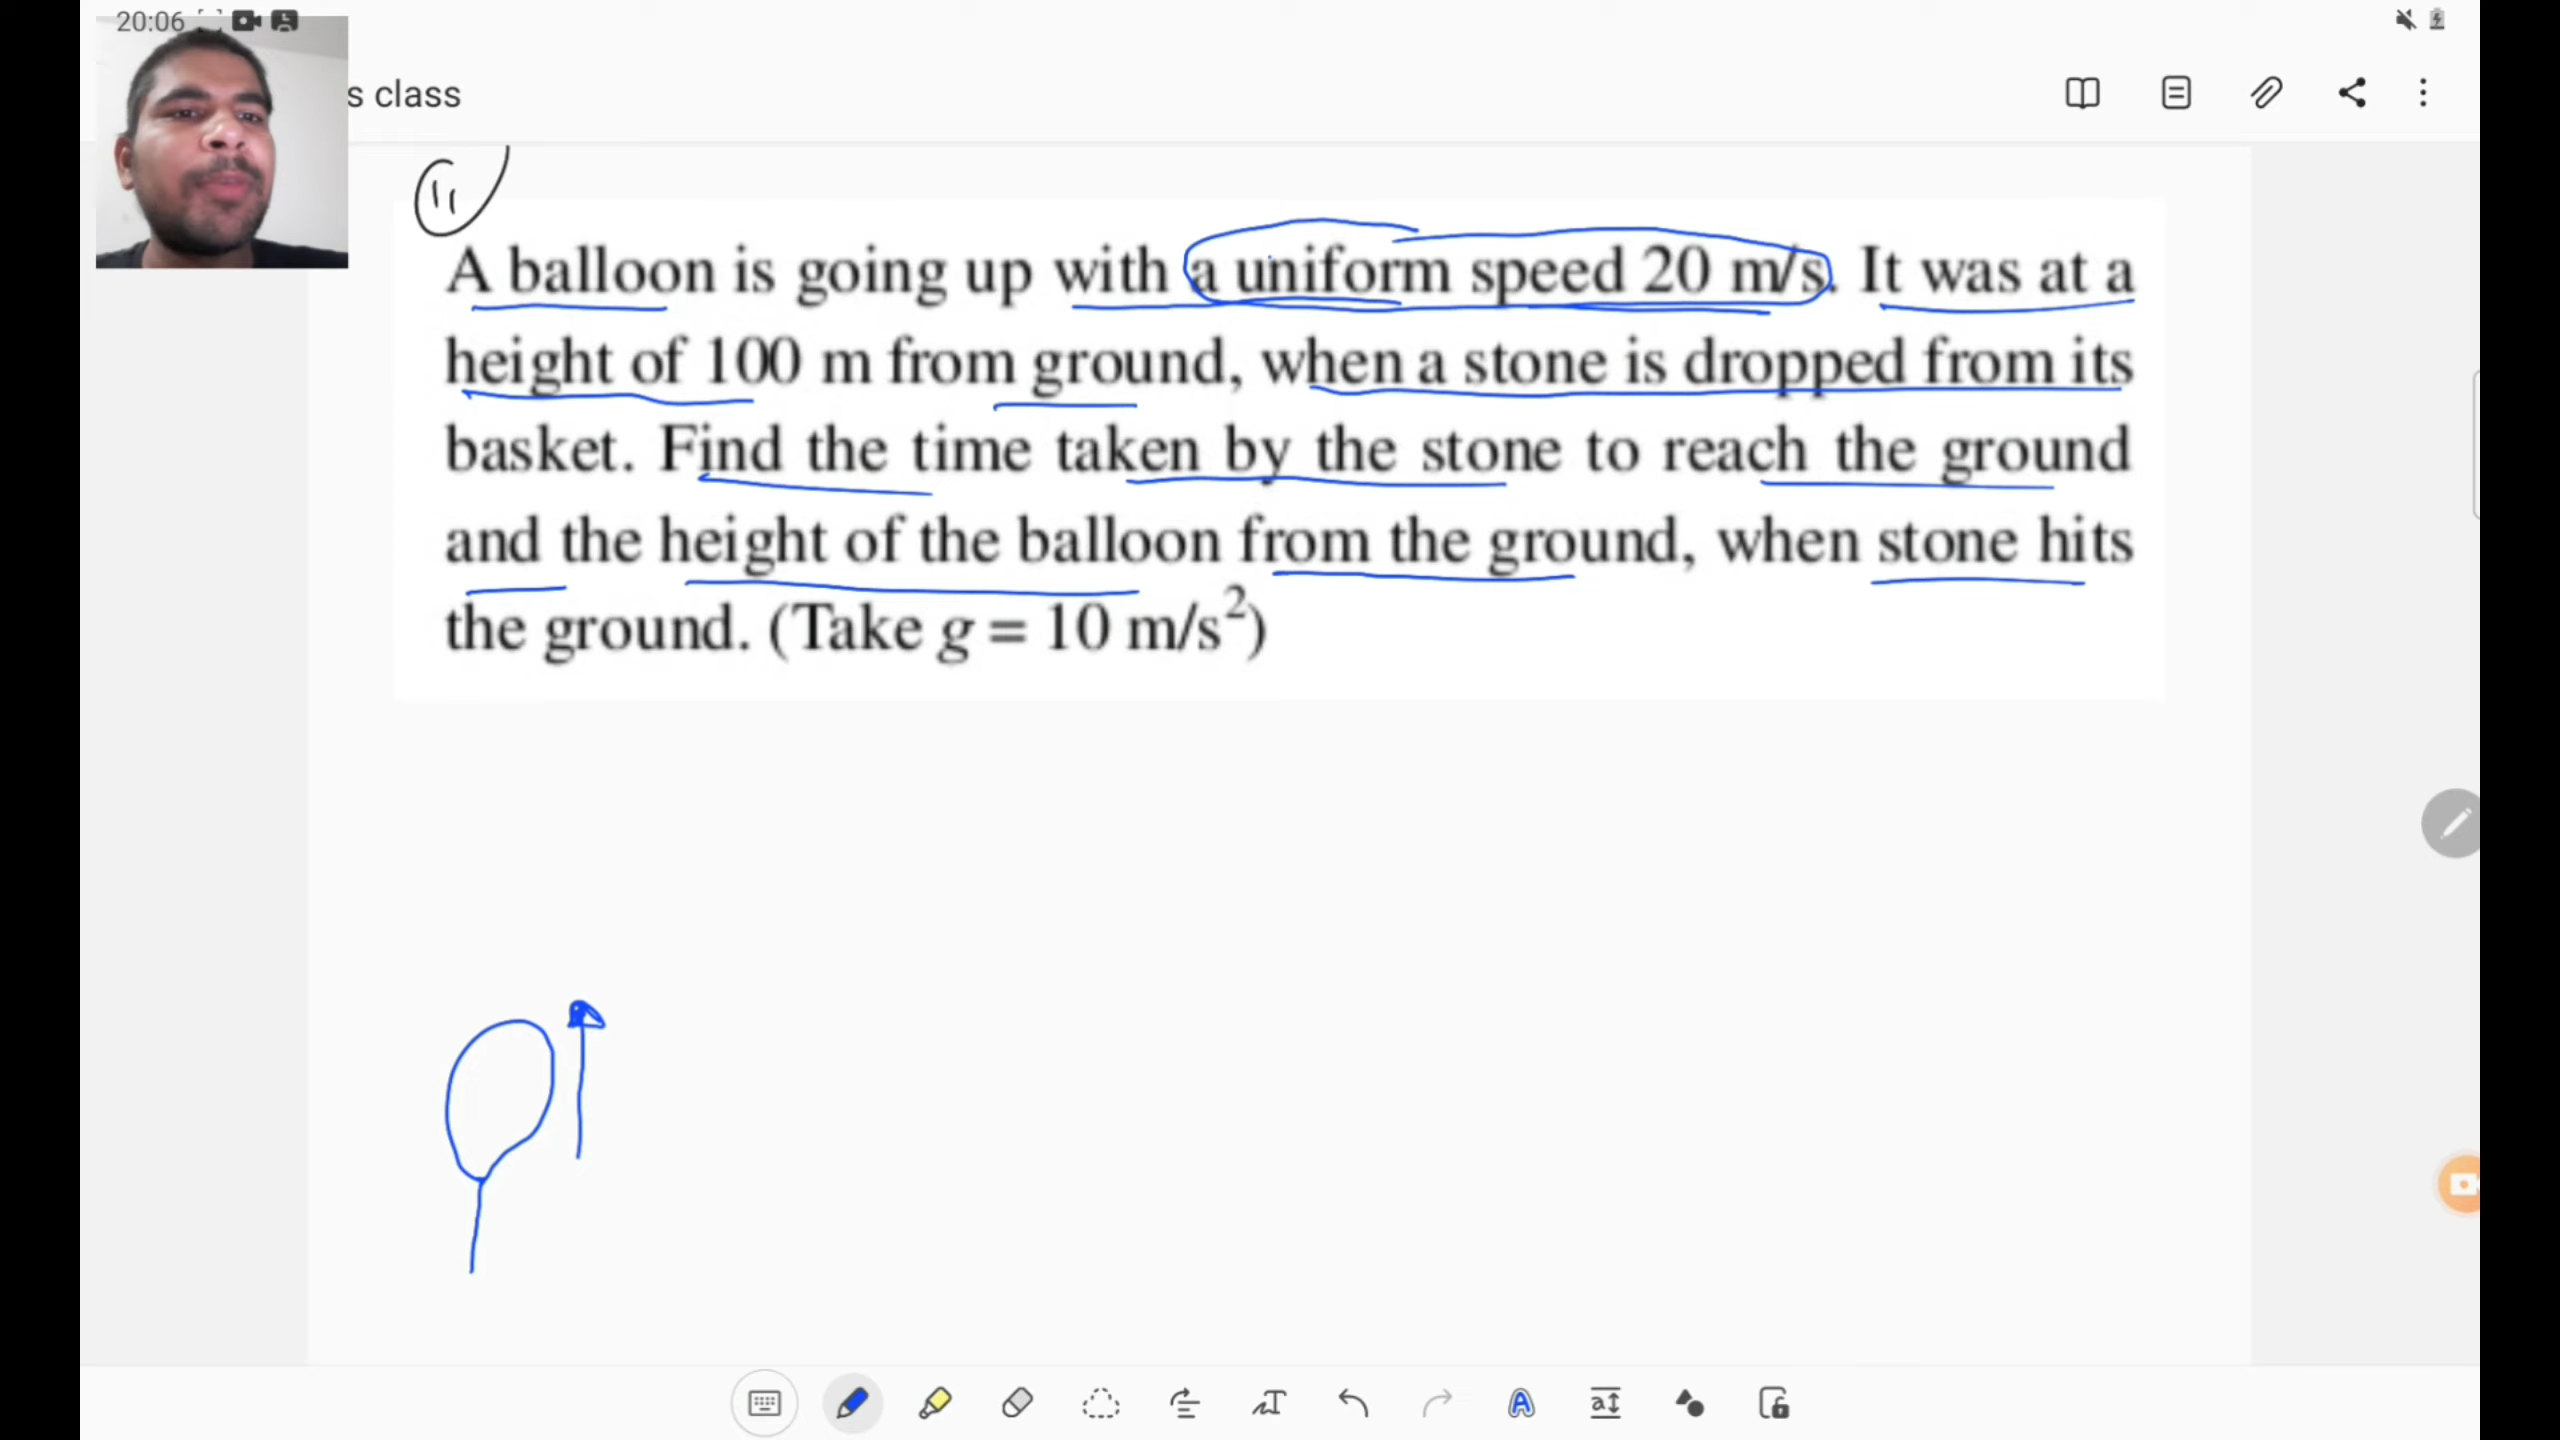 20:06
s class
11
A balloon is going up with a uniform speed 20 m/s. It was at a
height of 100 m from ground, when a stone is dropped from its
basket. Find the time taken by the stone to reach the ground
and the height of the balloon from the ground, when stone hits
the ground. (Take g = 10 m/s²)